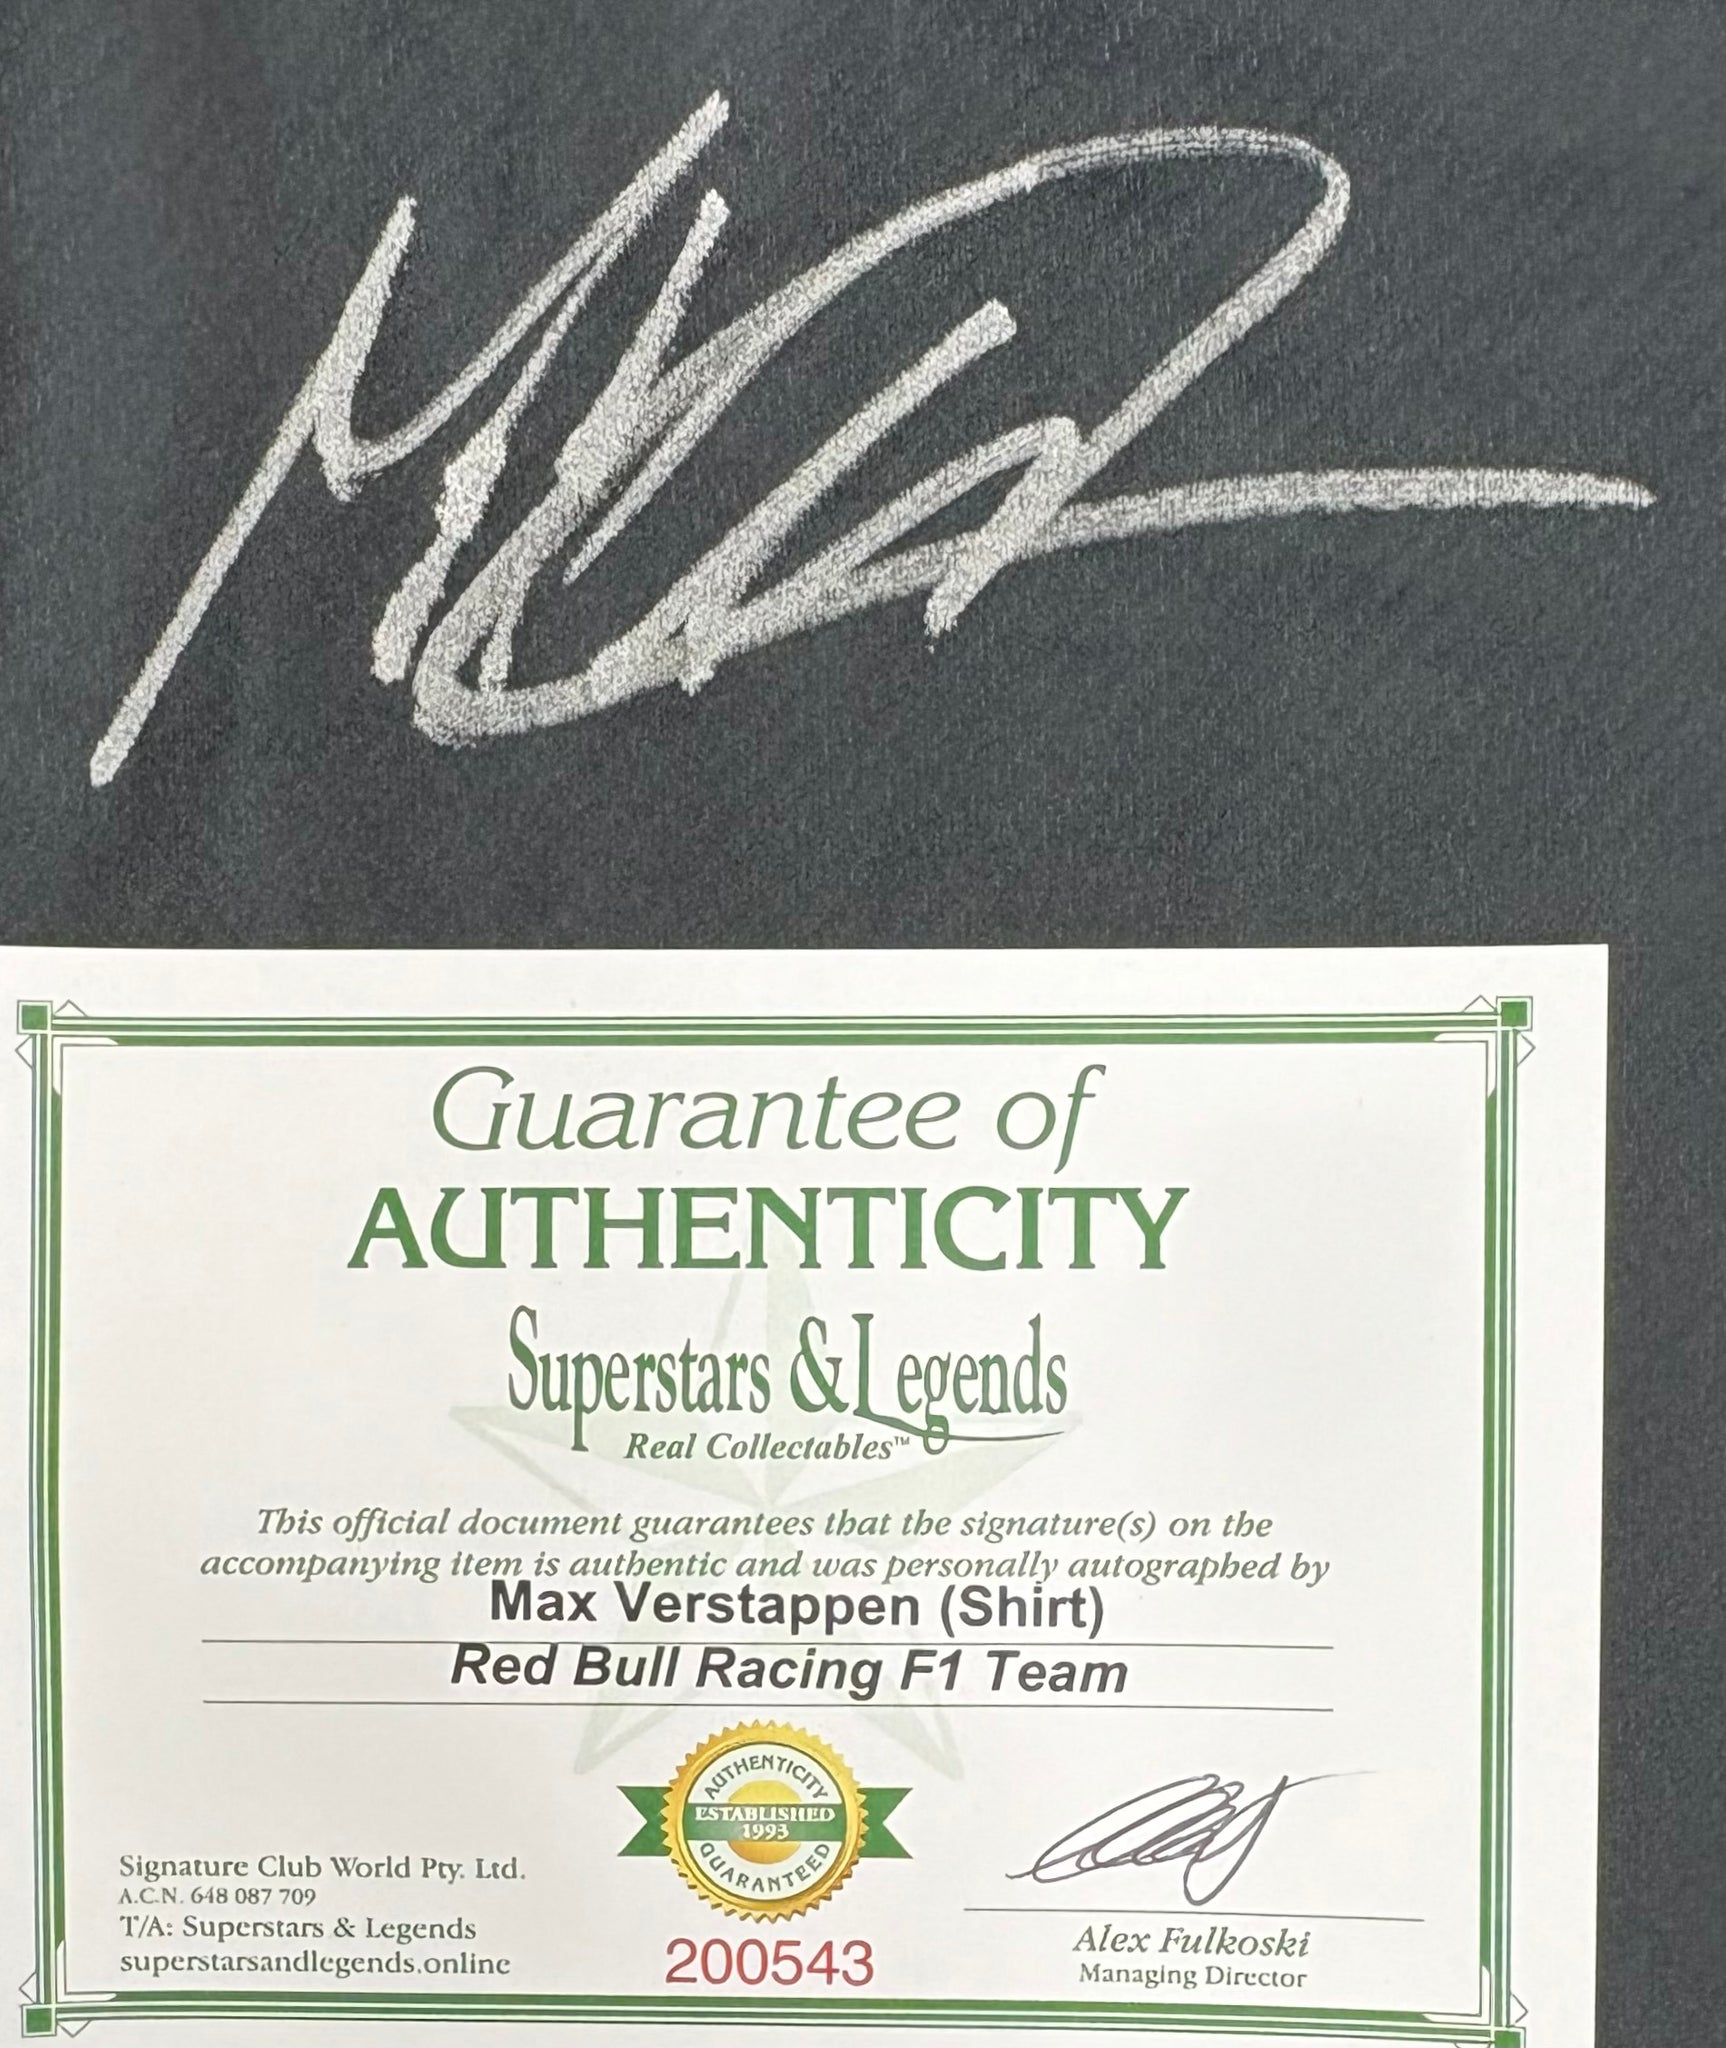 Guarantee of
AUTHENTICITY
Superstars & Legends
Real Collectables™
This official document guarantees that the signature(s) on the
accompanying item is authentic and was personally autographed by
Max Verstappen (Shirt)
Red Bull Racing F1 Team
AUTHENTICITY
ESTABLISHED
1993
GUARANTEED
Signature Club World Pty. Ltd.
A.C.N. 648 087 709
T/A: Superstars & Legends
superstarsandlegends.online
200543
Alex Fulkoski
Managing Director